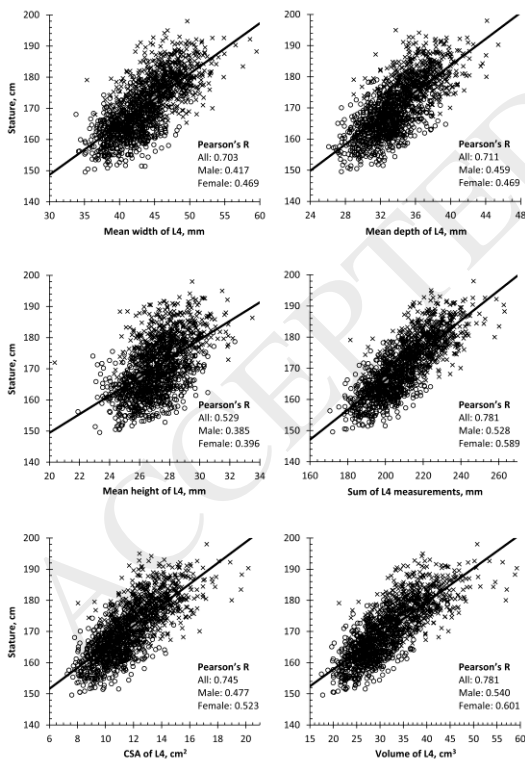 200
190
180
170
160
150
140
Stature, cm
Pearson's R
All: 0.703
Male: 0.417
Female: 0.469
30 35 40 45 50 55 60
Mean width of L4, mm
200
190
180
170
160
150
140
Pearson's R
All: 0.711
Male: 0.459
Female: 0.469
24 28 32 36 40 44 48
Mean depth of L4, mm
200
190
180
170
160
150
140
Stature, cm
Pearson's R
All: 0.529
Male: 0.385
Female: 0.396
20 22 24 26 28 30 32 34
Mean height of L4, mm
200
190
180
170
160
150
140
Pearson's R
All: 0.781
Male: 0.528
Female: 0.589
160 180 200 220 240 260
Sum of L4 measurements, mm
200
190
180
170
160
150
140
Stature, cm
Pearson's R
All: 0.745
Male: 0.477
Female: 0.523
6 8 10 12 14 16 18 20
CSA of L4, cm²
200
190
180
170
160
150
140
Pearson's R
All: 0.781
Male: 0.540
Female: 0.601
15 20 25 30 35 40 45 50 55 60
Volume of L4, cm³
ACCEPTED